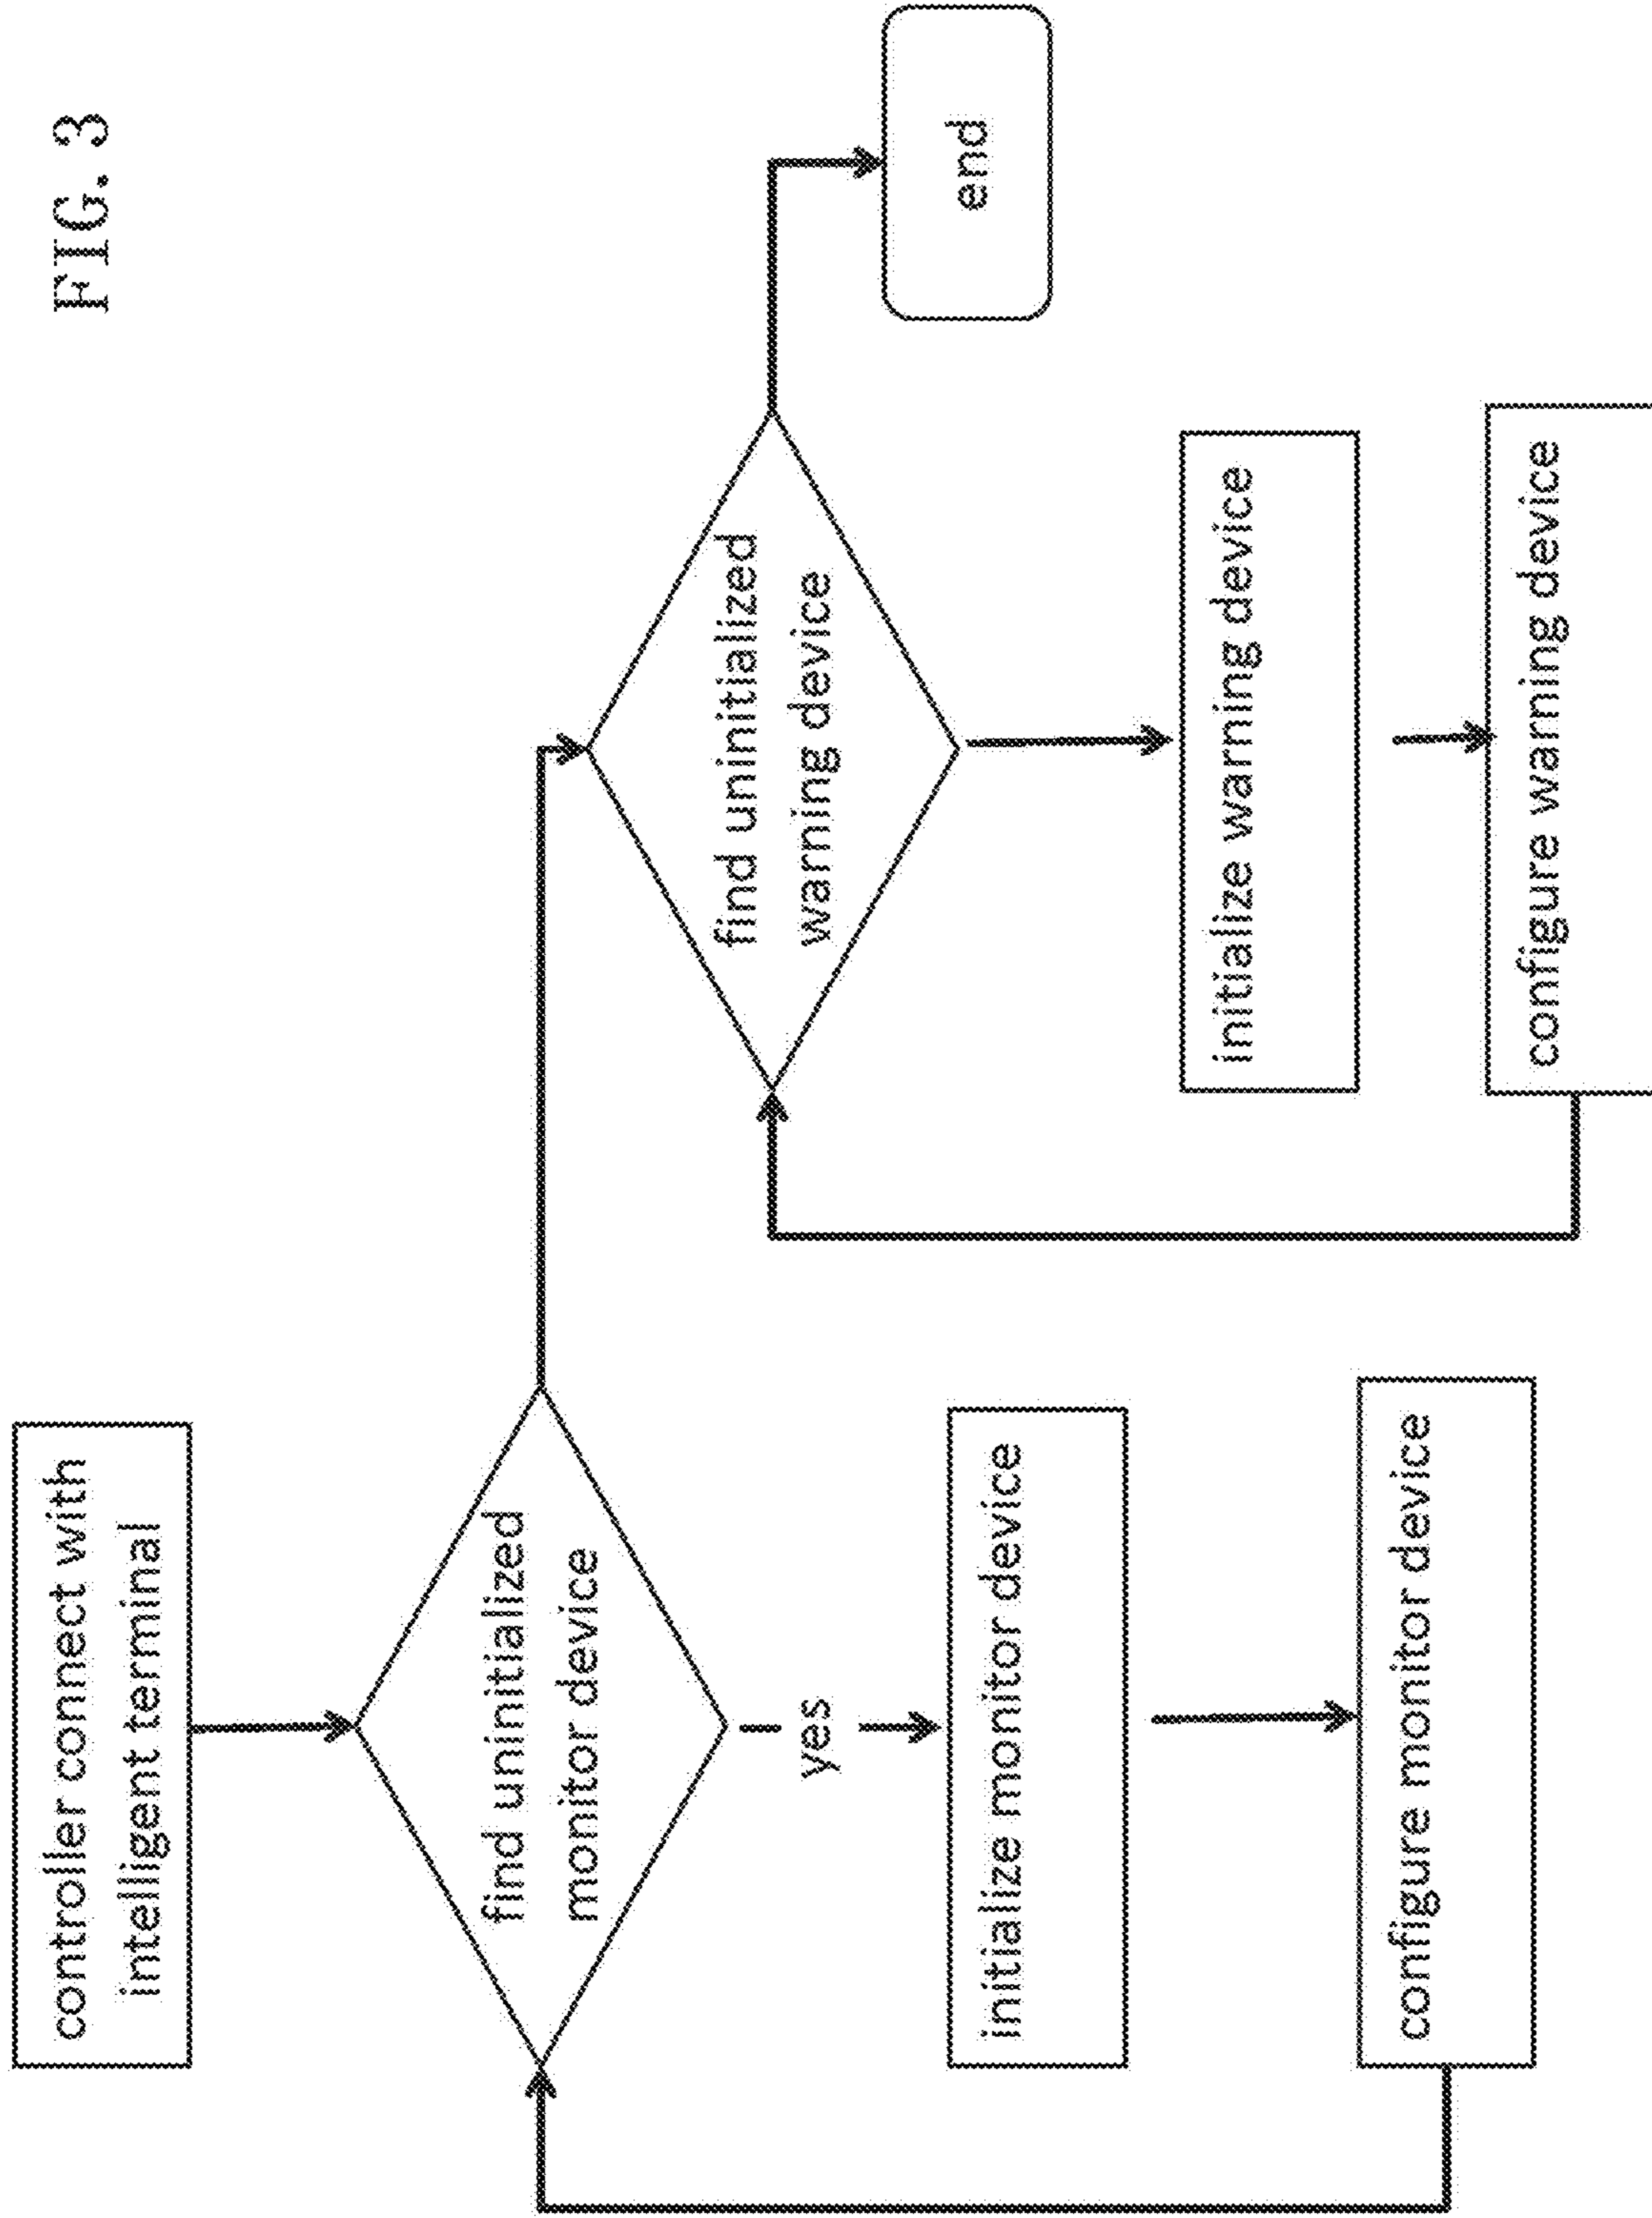 FIG. 3
controller connect with
intelligent terminal
find uninitialized
monitor device
yes
initialize monitor device
configure monitor device
find uninitialized
warning device
initialize warning device
configure warning device
end